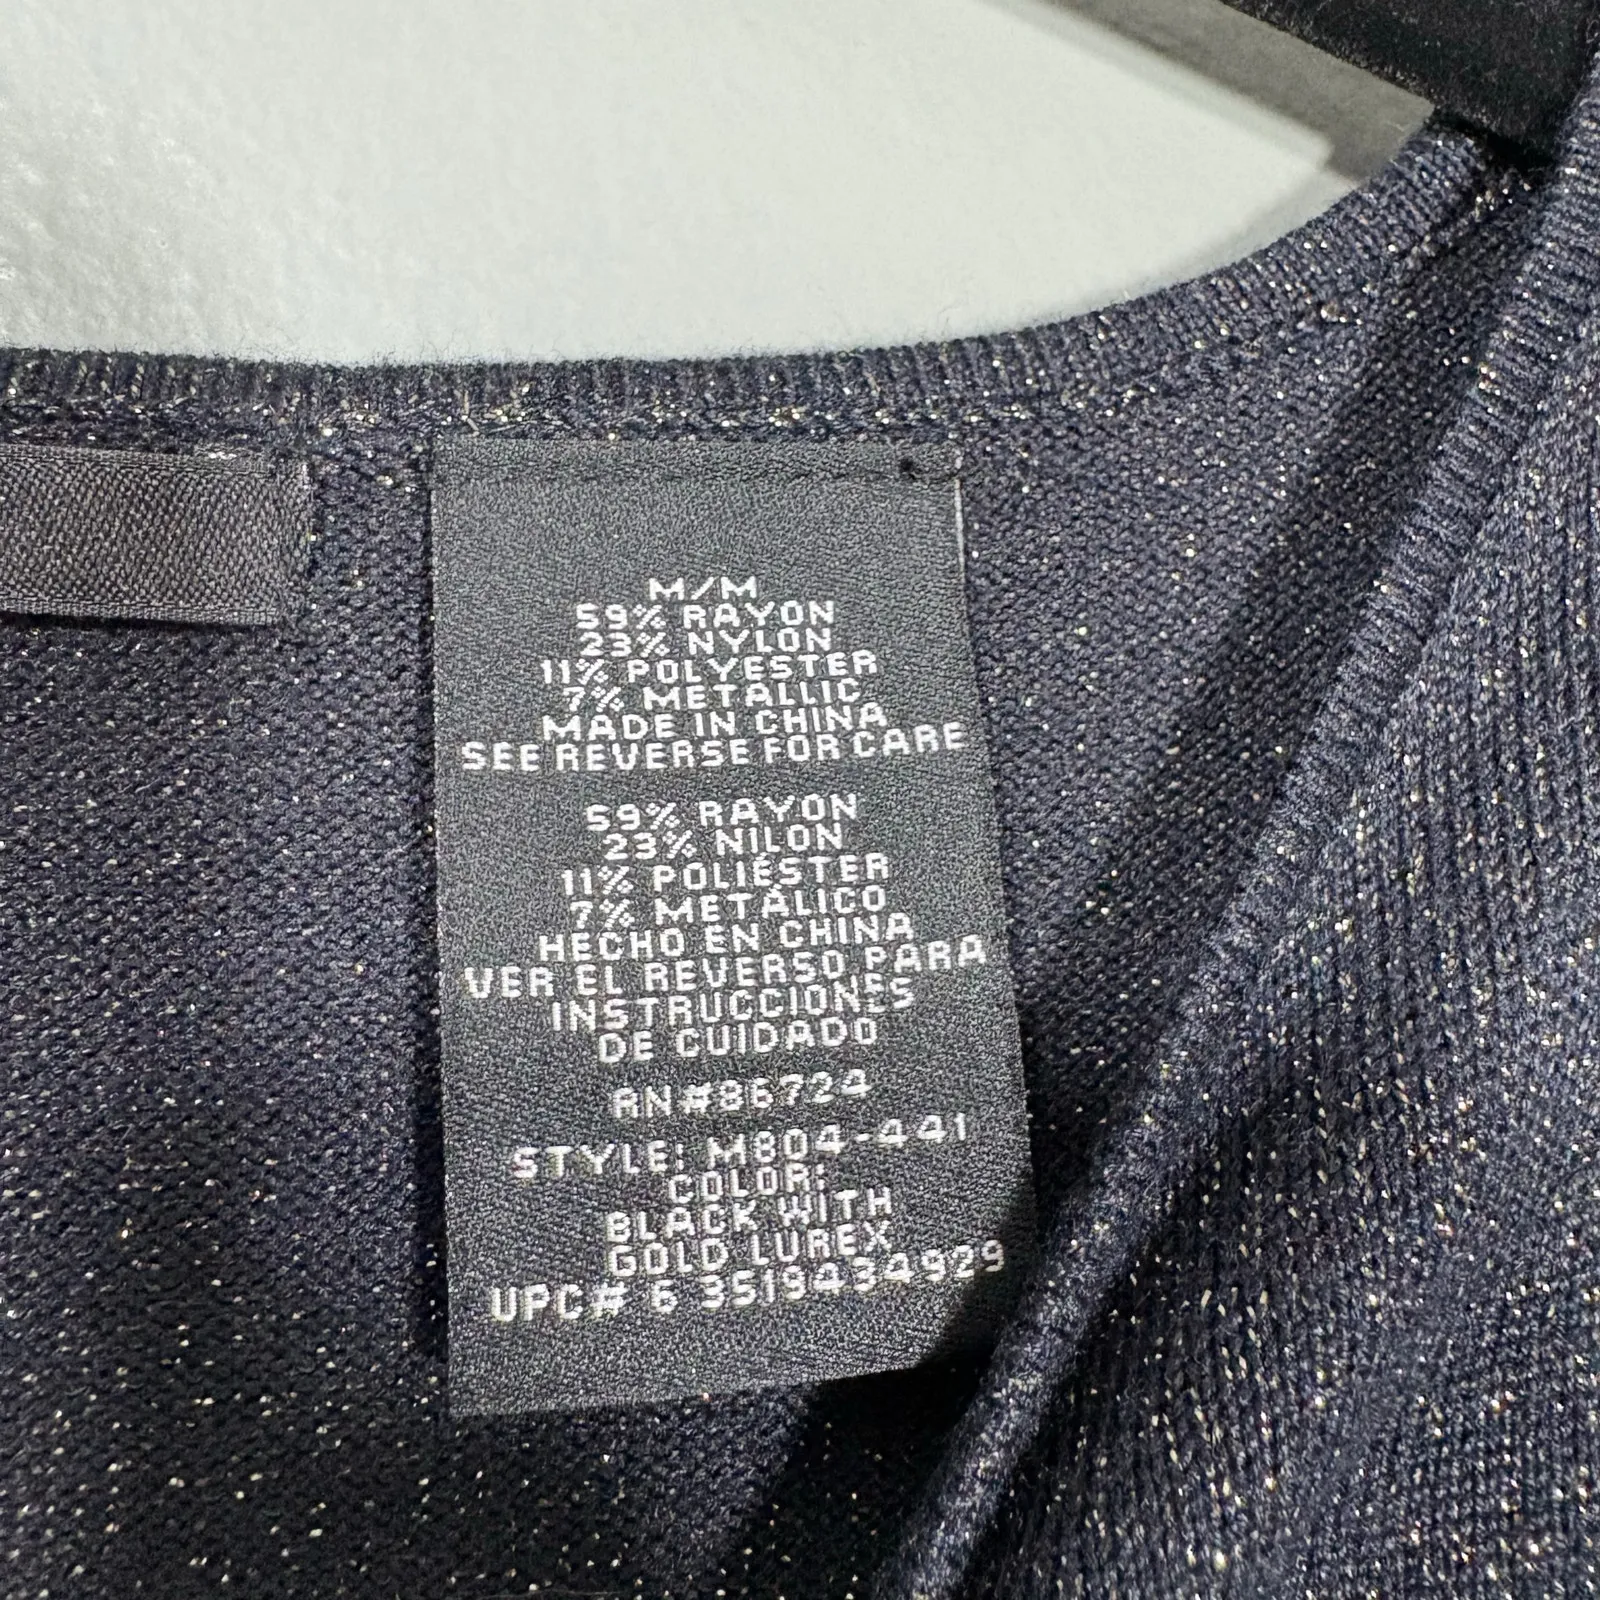 M/M
59% RAYON
23% NYLON
11% POLYESTER
7% METALLIC
MADE IN CHINA
SEE REVERSE FOR CARE
59% RAYON
23% NILON
11% POLIÉSTER
7% METÁLICO
HECHO EN CHINA
VER EL REVERSO PARA
INSTRUCCIONES
DE CUIDADO
RN#86724
STYLE: M804-441
COLOR:
BLACK WITH
GOLD LUREX
UPC# 6 3519434929